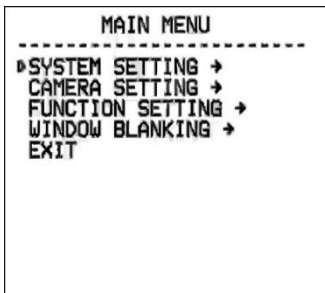 MAIN MENU
SYSTEM SETTING →
CAMERA SETTING →
FUNCTION SETTING →
WINDOW BLANKING →
EXIT